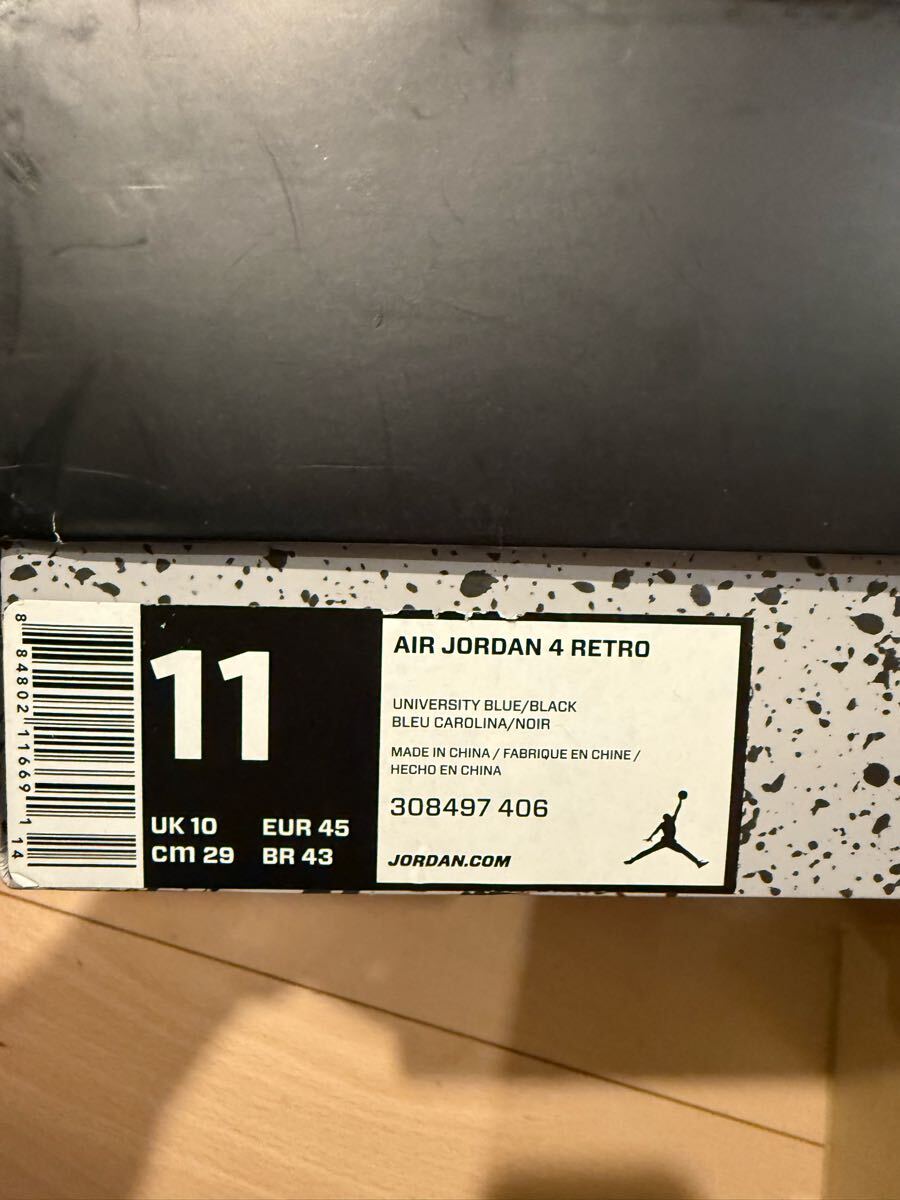 8 84802 11669 1 14
11
UK 10 EUR 45
cm 29 BR 43
AIR JORDAN 4 RETRO
UNIVERSITY BLUE/BLACK
BLEU CAROLINA/NOIR
MADE IN CHINA / FABRIQUE EN CHINE /
HECHO EN CHINA
308497 406
JORDAN.COM